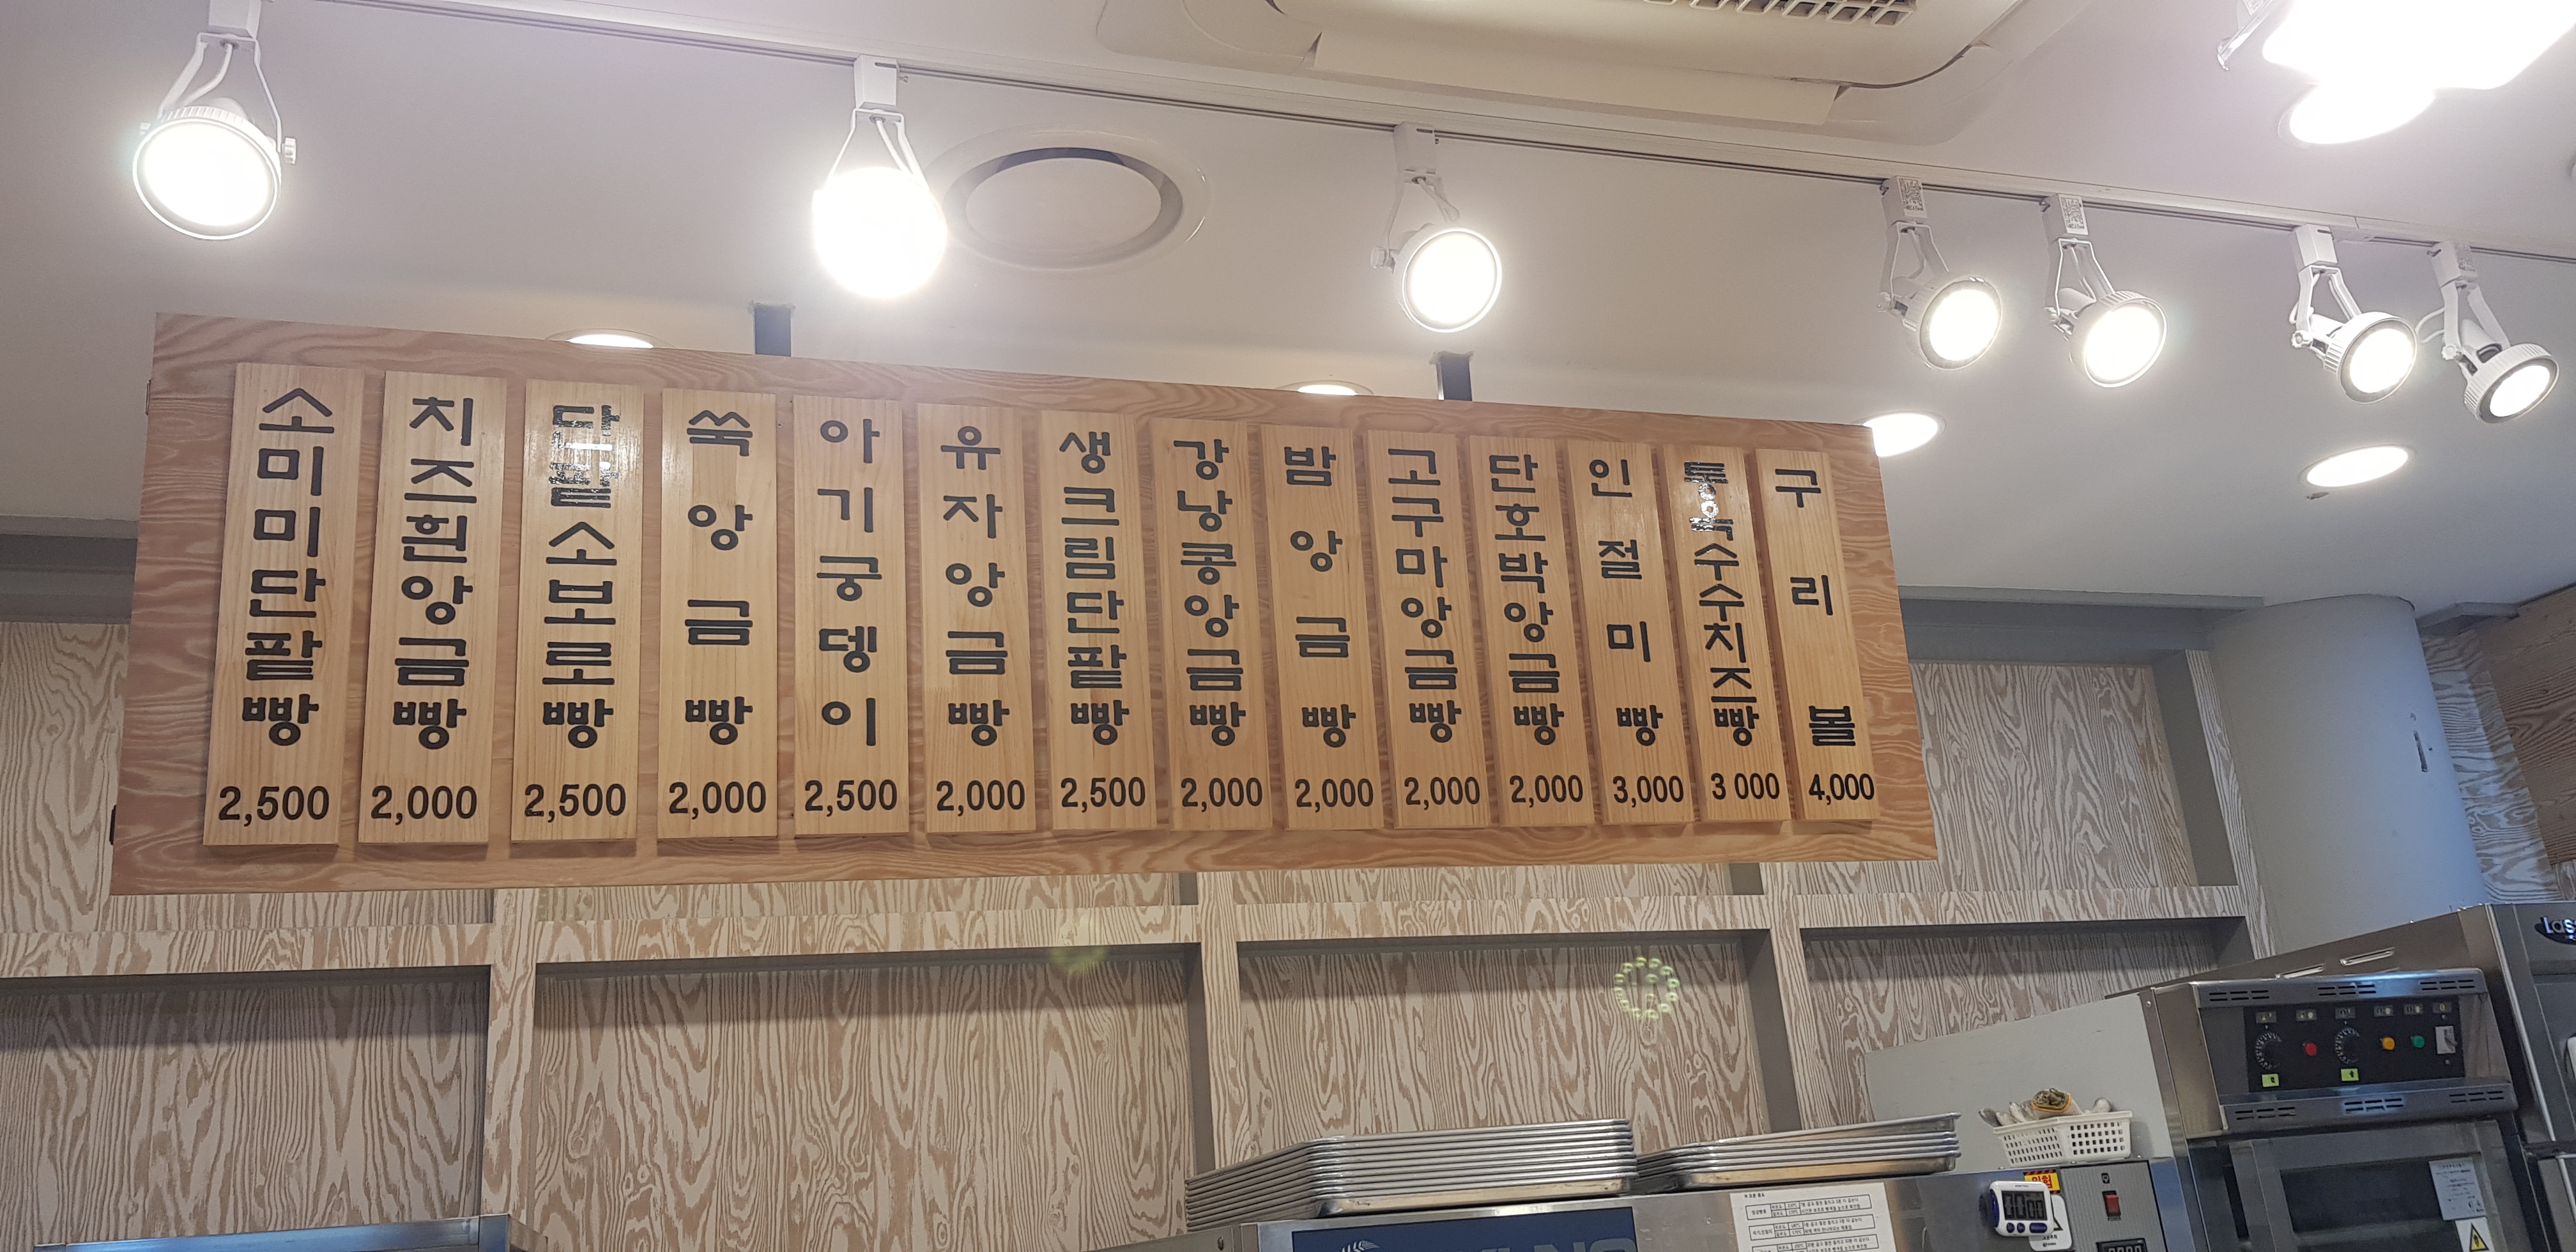 소미미단팥빵
2,500
치즈흰앙금빵
2,000
단팥소보로빵
2,500
쑥앙금빵
2,000
아기궁뎅이
2,500
유자앙금빵
2,000
생크림단팥빵
2,500
강낭콩앙금빵
2,000
밤앙금빵
2,000
고구마앙금빵
2,000
단호박앙금빵
2,000
인절미빵
3,000
통옥수수치즈빵
3 000
구리볼
4,000
위험